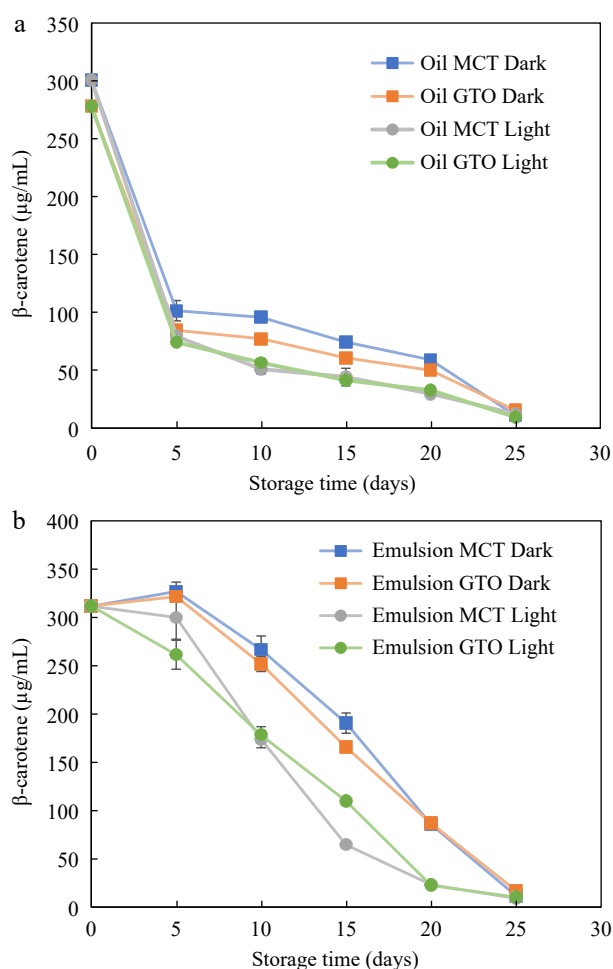 a
350
300
250
200
150
100
50
0
β-carotene (µg/mL)
Oil MCT Dark
Oil GTO Dark
Oil MCT Light
Oil GTO Light
0 5 10 15 20 25 30
Storage time (days)
b
400
350
300
250
200
150
100
50
0
β-carotene (µg/mL)
Emulsion MCT Dark
Emulsion GTO Dark
Emulsion MCT Light
Emulsion GTO Light
0 5 10 15 20 25 30
Storage time (days)